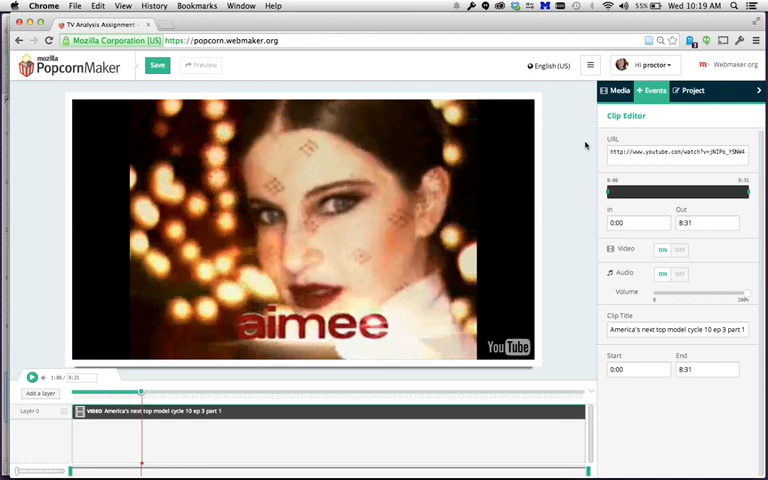 Chrome File Edit View History Bookmarks Window Help 55% Wed 10:19 AM
TV Analysis Assignment -
Mozilla Corporation [US] https://popcorn.webmaker.org
mozilla
PopcornMaker
Save
Preview
English (US)
Hi proctor
Webmaker.org
Media
+ Events
Project
Clip Editor
URL
http://www.youtube.com/watch?v=jNIPo_YSNW4
0:00 8:31
In Out
0:00 8:31
Video ON OFF
Audio ON OFF
Volume
0 100%
Clip Title
America's next top model cycle 10 ep 3 part 1
Start End
0:00 8:31
aimee
YouTube
1:08 / 8:31
Add a layer
Layer 0
VIDEO America's next top model cycle 10 ep 3 part 1